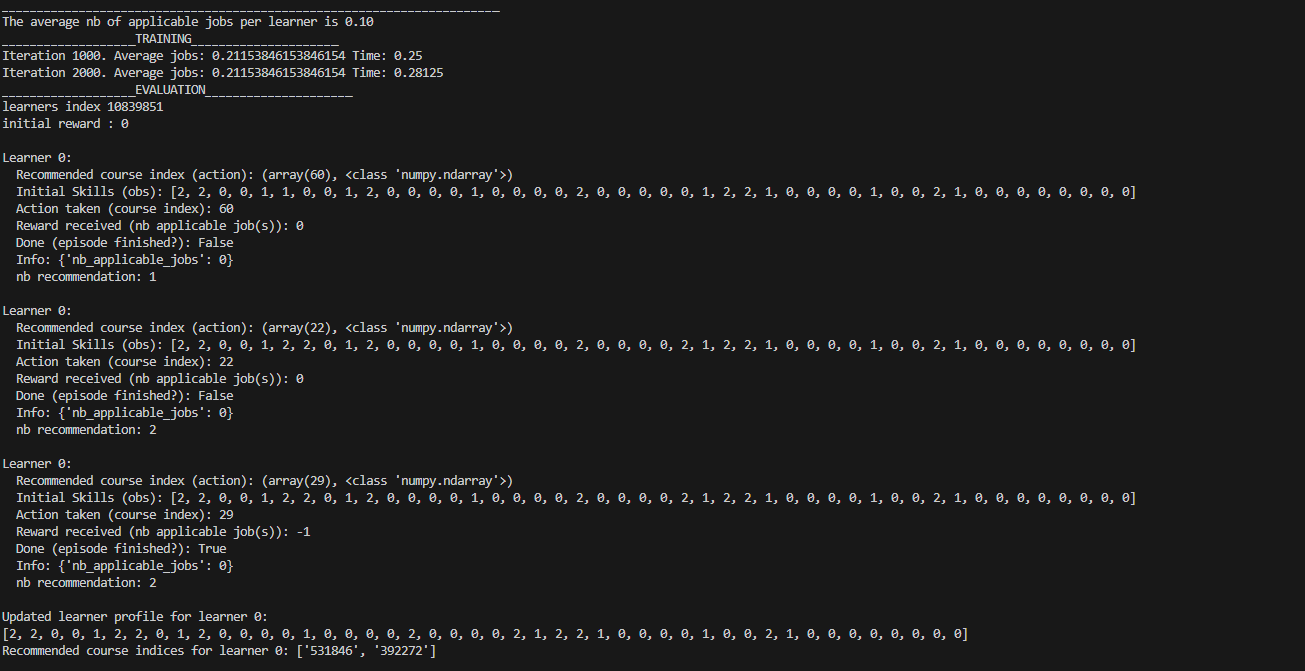 The average nb of applicable jobs per learner is 0.10
___________________TRAINING_____________________
Iteration 1000. Average jobs: 0.21153846153846154 Time: 0.25
Iteration 2000. Average jobs: 0.21153846153846154 Time: 0.28125
___________________EVALUATION_____________________
learners index 10839851
initial reward : 0
Learner 0:
Recommended course index (action): (array(60), <class 'numpy.ndarray'>)
Initial Skills (obs): [2, 2, 0, 0, 1, 1, 0, 0, 1, 2, 0, 0, 0, 0, 1, 0, 0, 0, 0, 2, 0, 0, 0, 0, 0, 1, 2, 2, 1, 0, 0, 0, 0, 1, 0, 0, 2, 1, 0, 0, 0, 0, 0, 0, 0, 0]
Action taken (course index): 60
Reward received (nb applicable job(s)): 0
Done (episode finished?): False
Info: {'nb_applicable_jobs': 0}
nb recommendation: 1
Learner 0:
Recommended course index (action): (array(22), <class 'numpy.ndarray'>)
Initial Skills (obs): [2, 2, 0, 0, 1, 2, 2, 0, 1, 2, 0, 0, 0, 0, 1, 0, 0, 0, 0, 2, 0, 0, 0, 0, 2, 1, 2, 2, 1, 0, 0, 0, 0, 1, 0, 0, 2, 1, 0, 0, 0, 0, 0, 0, 0, 0]
Action taken (course index): 22
Reward received (nb applicable job(s)): 0
Done (episode finished?): False
Info: {'nb_applicable_jobs': 0}
nb recommendation: 2
Learner 0:
Recommended course index (action): (array(29), <class 'numpy.ndarray'>)
Initial Skills (obs): [2, 2, 0, 0, 1, 2, 2, 0, 1, 2, 0, 0, 0, 0, 1, 0, 0, 0, 0, 2, 0, 0, 0, 0, 2, 1, 2, 2, 1, 0, 0, 0, 0, 1, 0, 0, 2, 1, 0, 0, 0, 0, 0, 0, 0, 0]
Action taken (course index): 29
Reward received (nb applicable job(s)): -1
Done (episode finished?): True
Info: {'nb_applicable_jobs': 0}
nb recommendation: 2
Updated learner profile for learner 0:
[2, 2, 0, 0, 1, 2, 2, 0, 1, 2, 0, 0, 0, 0, 1, 0, 0, 0, 0, 2, 0, 0, 0, 0, 2, 1, 2, 2, 1, 0, 0, 0, 0, 1, 0, 0, 2, 1, 0, 0, 0, 0, 0, 0, 0, 0]
Recommended course indices for learner 0: ['531846', '392272']